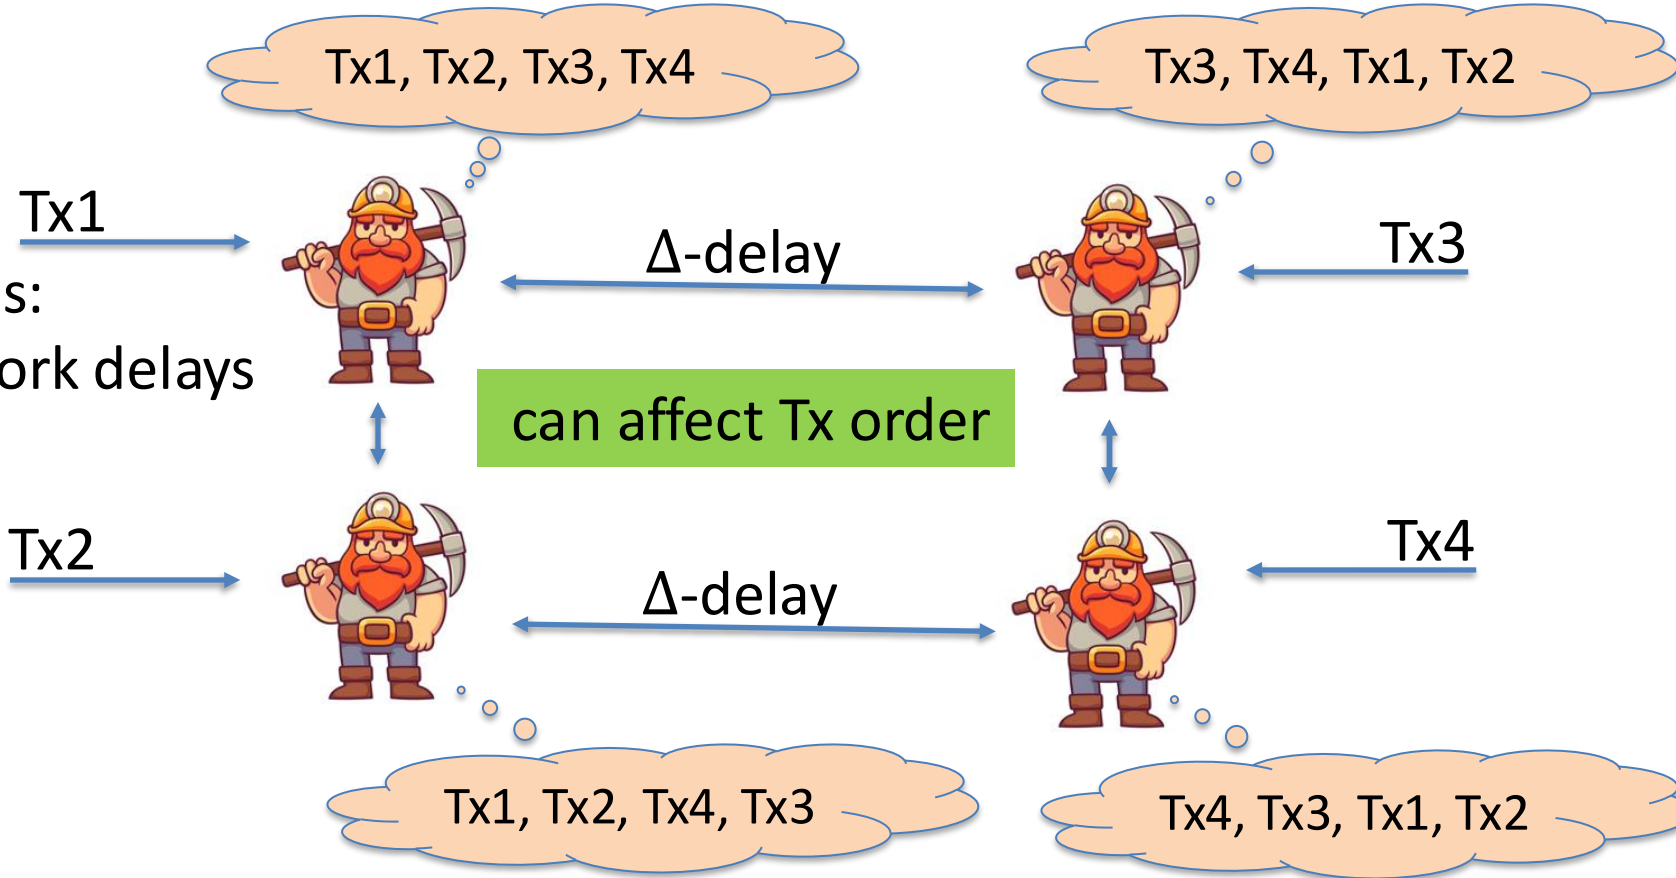 Tx1, Tx2, Tx3, Tx4
Tx3, Tx4, Tx1, Tx2
Tx1
Δ-delay
Tx3
s:
ork delays
can affect Tx order
Tx2
Tx4
Δ-delay
Tx1, Tx2, Tx4, Tx3
Tx4, Tx3, Tx1, Tx2